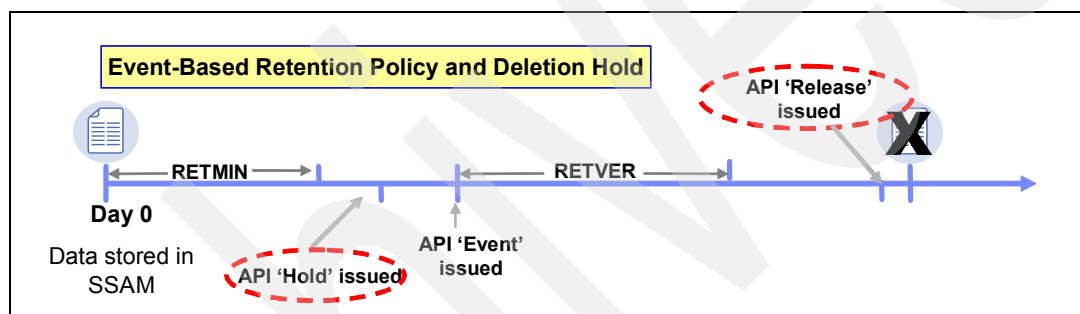 Event-Based Retention Policy and Deletion Hold
API ‘Release’
issued
X
RETMIN
RETVER
Day 0
Data stored in
SSAM
API ‘Hold’ issued
API ‘Event’
issued